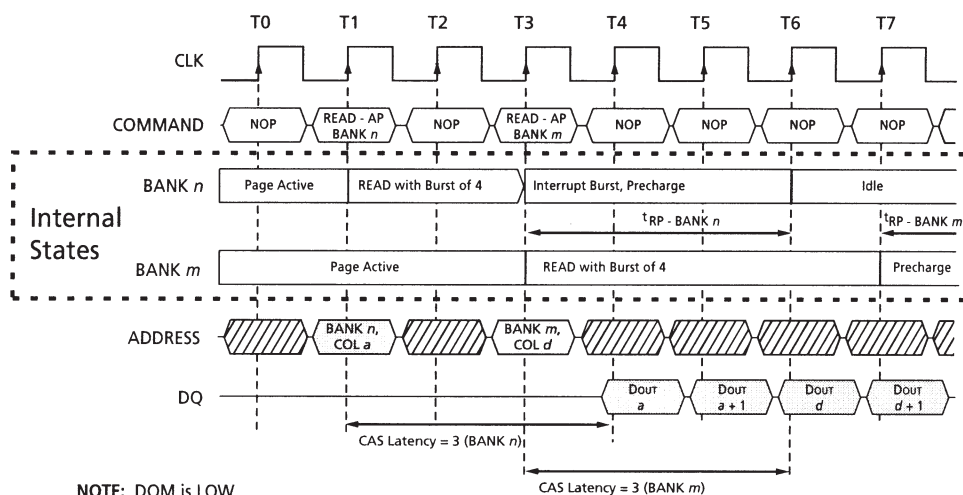 T0 T1 T2 T3 T4 T5 T6 T7
CLK
COMMAND NOP READ - AP BANK n NOP READ - AP BANK m NOP NOP NOP NOP
BANK n Page Active READ with Burst of 4 Interrupt Burst, Precharge Idle
Internal States
tRP - BANK n tRP - BANK m
BANK m Page Active READ with Burst of 4 Precharge
ADDRESS BANK n, COL a BANK m, COL d
DQ DOUT a DOUT a + 1 DOUT d DOUT d + 1
CAS Latency = 3 (BANK n)
CAS Latency = 3 (BANK m)
NOTE: DQM is LOW